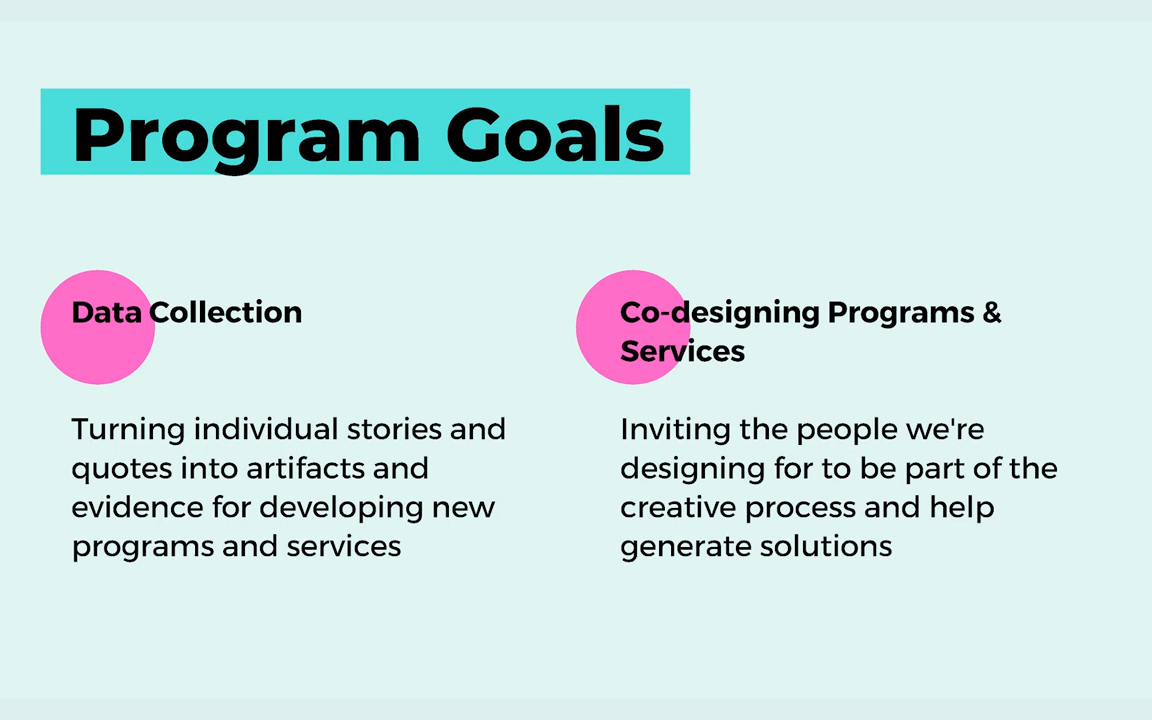 Program Goals
Data Collection
Turning individual stories and
quotes into artifacts and
evidence for developing new
programs and services
Co-designing Programs &
Services
Inviting the people we're
designing for to be part of the
creative process and help
generate solutions